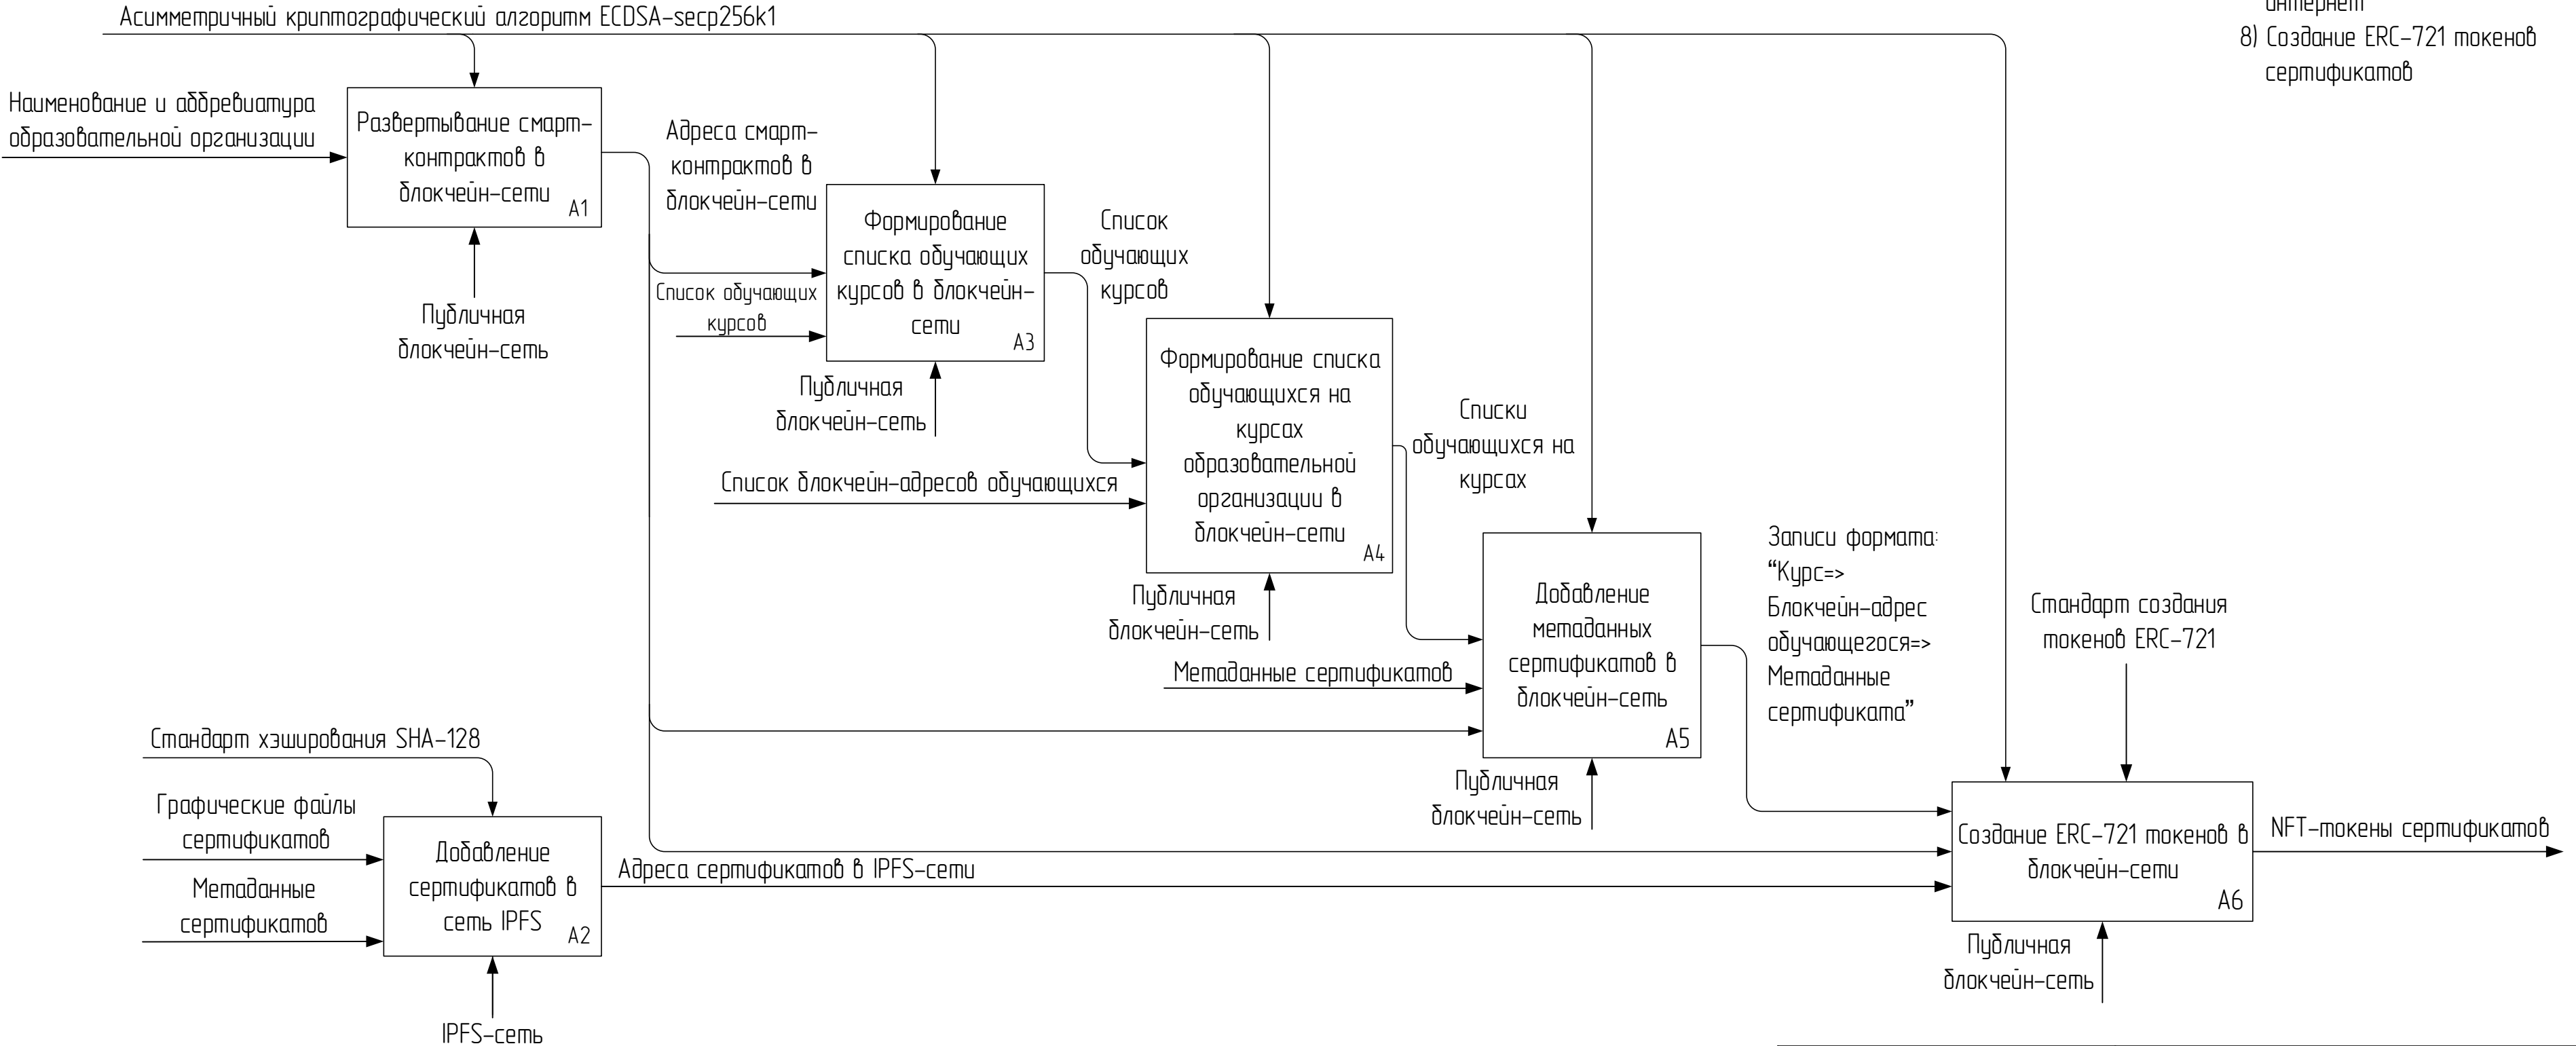 Асимметричный криптографический алгоритм ECDSA-secp256k1
интернет
8) Создание ERC-721 токенов
сертификатов
Наименование и аббревиатура
образовательной организации
Развертывание смарт-
контрактов в
блокчейн-сети
A1
Публичная
блокчейн-сеть
Адреса смарт-
контрактов в
блокчейн-сети
Список обучающих
курсов
Формирование
списка обучающих
курсов в блокчейн-
сети
A3
Публичная
блокчейн-сеть
Список
обучающих
курсов
Список блокчейн-адресов обучающихся
Формирование списка
обучающихся на
курсах
образовательной
организации в
блокчейн-сети
A4
Публичная
блокчейн-сеть
Списки
обучающихся на
курсах
Метаданные сертификатов
Добавление
метаданных
сертификатов в
блокчейн-сеть
A5
Публичная
блокчейн-сеть
Записи формата:
“Курс=>
Блокчейн-адрес
обучающегося=>
Метаданные
сертификата”
Стандарт создания
токенов ERC-721
Стандарт хэширования SHA-128
Графические файлы
сертификатов
Метаданные
сертификатов
Добавление
сертификатов в
сеть IPFS
A2
IPFS-сеть
Адреса сертификатов в IPFS-сети
Создание ERC-721 токенов в
блокчейн-сети
A6
Публичная
блокчейн-сеть
NFT-токены сертификатов